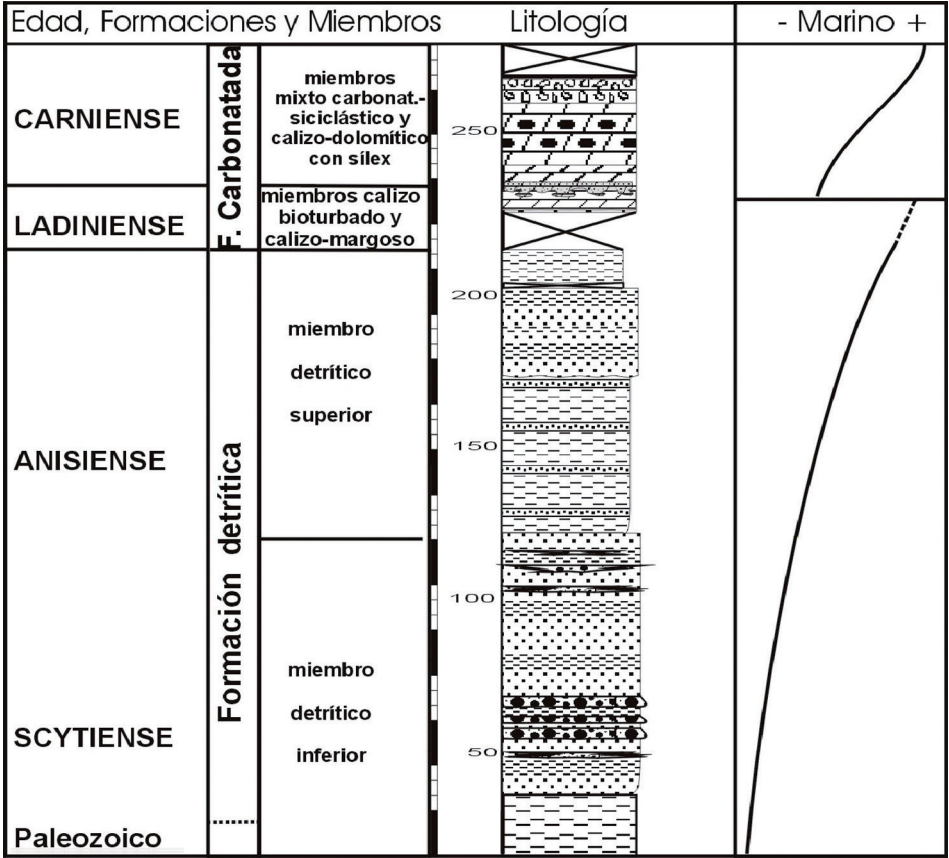 Edad, Formaciones y Miembros
Litología
- Marino +
CARNIENSE
LADINIENSE
ANISIENSE
SCYTIENSE
Paleozoico
F. Carbonatada
Formación detrítica
miembros
mixto carbonat.-
siciclástico y
calizo-dolomítico
con sílex
miembros calizo
bioturbado y
calizo-margoso
miembro
detrítico
superior
miembro
detrítico
inferior
250
200
150
100
50